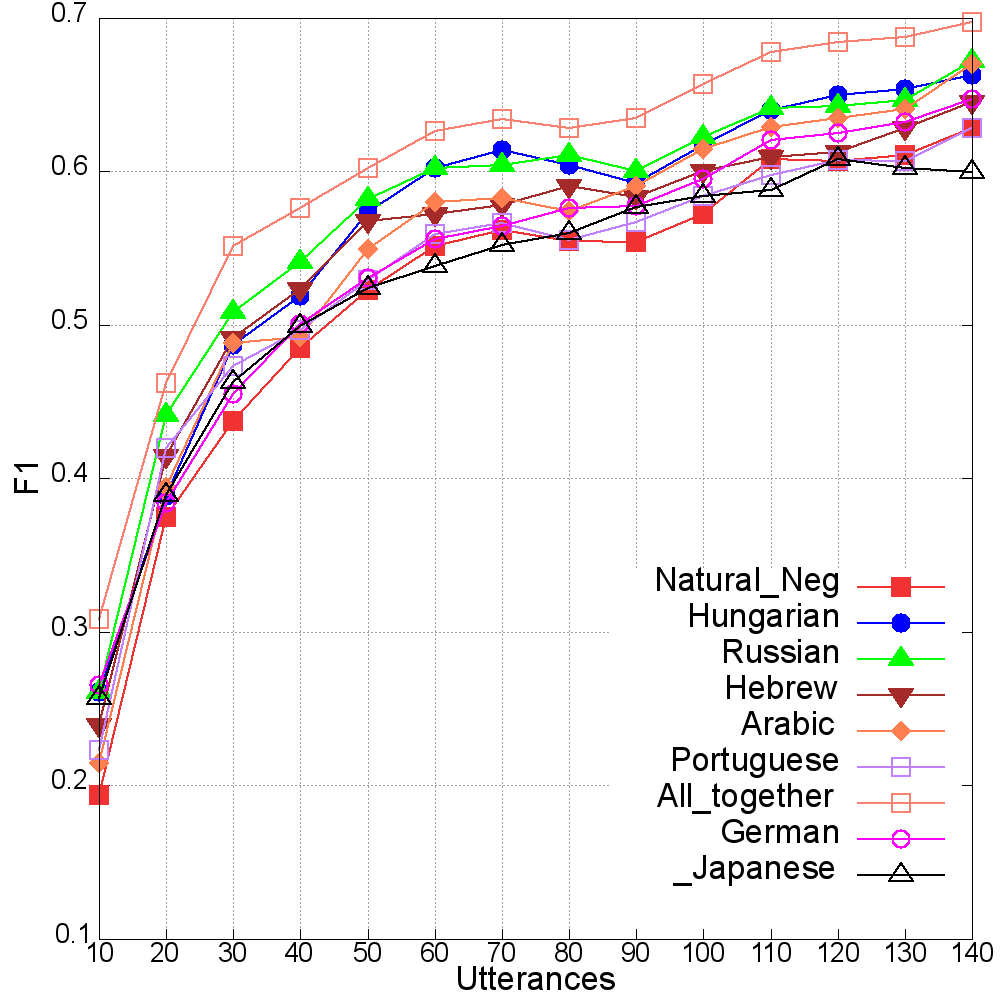 0.7
0.6
0.5
0.4
0.3
0.2
0.1
F1
Natural_Neg
Hungarian
Russian
Hebrew
Arabic
Portuguese
All_together
German
_Japanese
10 20 30 40 50 60 70 80 90 100 110 120 130 140
Utterances